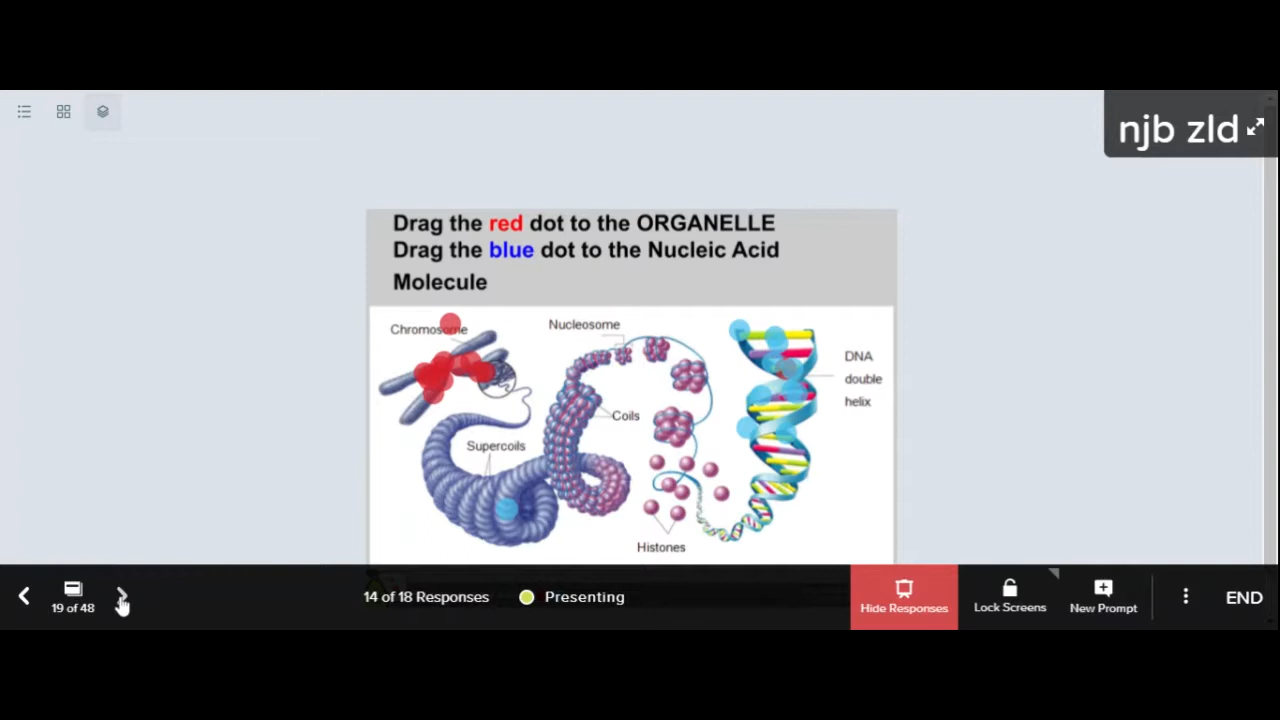 njb zld
Drag the red dot to the ORGANELLE
Drag the blue dot to the Nucleic Acid
Molecule
Chromosome
Nucleosome
DNA
double
helix
Coils
Supercoils
Histones
19 of 48
14 of 18 Responses
Presenting
Hide Responses
Lock Screens
New Prompt
END